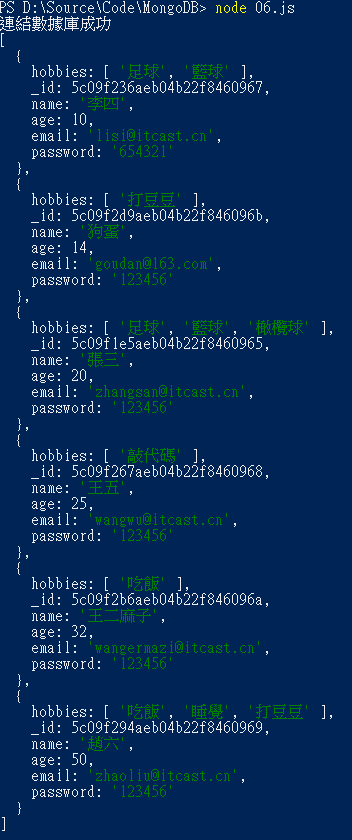 PS D:\Source\Code\MongoDB> node 06.js
連結數據庫成功
[
  {
    hobbies: [ '足球', '籃球' ],
    _id: 5c09f236aeb04b22f8460967,
    name: '李四',
    age: 10,
    email: 'lisi@itcast.cn',
    password: '654321'
  },
  {
    hobbies: [ '打豆豆' ],
    _id: 5c09f2d9aeb04b22f846096b,
    name: '狗蛋',
    age: 14,
    email: 'goudan@163.com',
    password: '123456'
  },
  {
    hobbies: [ '足球', '籃球', '橄欖球' ],
    _id: 5c09f1e5aeb04b22f8460965,
    name: '張三',
    age: 20,
    email: 'zhangsan@itcast.cn',
    password: '123456'
  },
  {
    hobbies: [ '敲代碼' ],
    _id: 5c09f267aeb04b22f8460968,
    name: '王五',
    age: 25,
    email: 'wangwu@itcast.cn',
    password: '123456'
  },
  {
    hobbies: [ '吃飯' ],
    _id: 5c09f2b6aeb04b22f846096a,
    name: '王二麻子',
    age: 32,
    email: 'wangermazi@itcast.cn',
    password: '123456'
  },
  {
    hobbies: [ '吃飯', '睡覺', '打豆豆' ],
    _id: 5c09f294aeb04b22f8460969,
    name: '趙六',
    age: 50,
    email: 'zhaoliu@itcast.cn',
    password: '123456'
  }
]